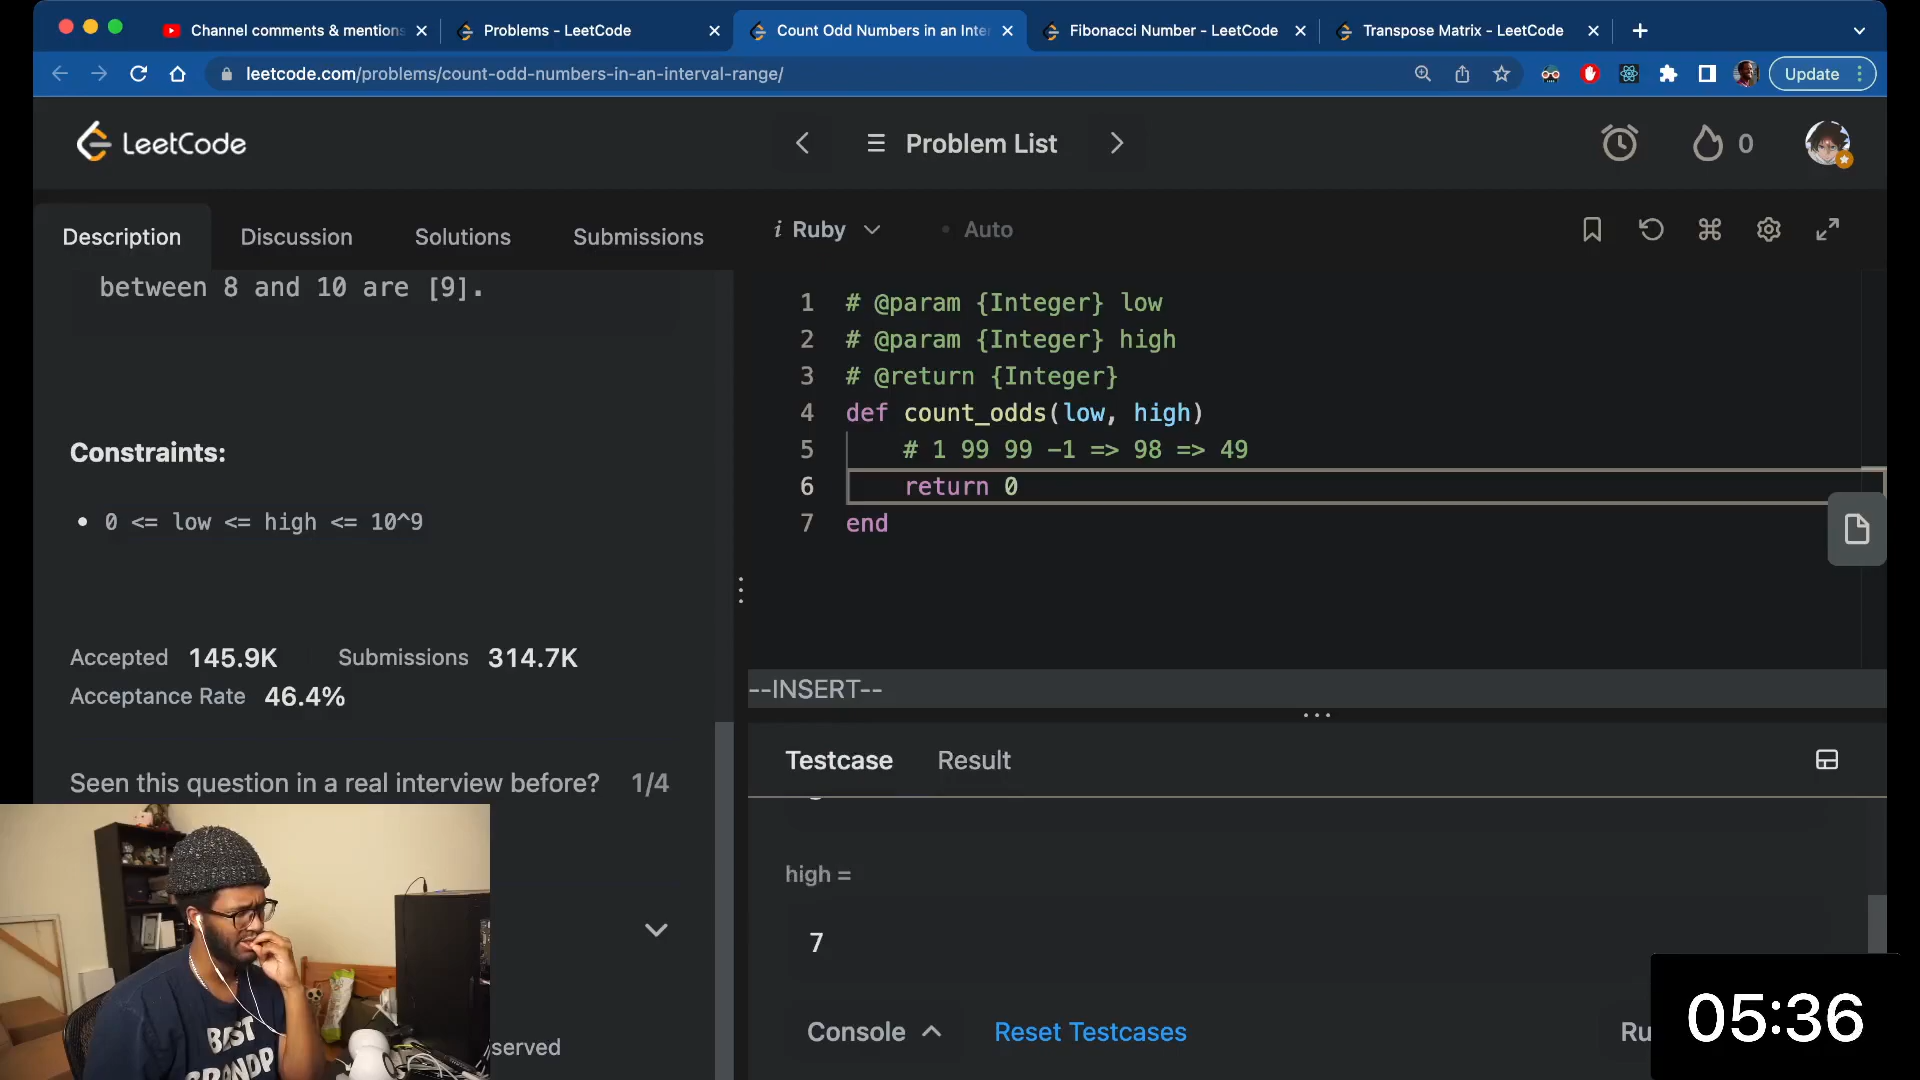 Channel comments & mentions
Problems - LeetCode
Count Odd Numbers in an Inte
Fibonacci Number - LeetCode
Transpose Matrix - LeetCode
leetcode.com/problems/count-odd-numbers-in-an-interval-range/
Update
LeetCode
Problem List
0
Description
Discussion
Solutions
Submissions
i Ruby
• Auto
between 8 and 10 are [9].
Constraints:
• 0 <= low <= high <= 10^9
Accepted 145.9K Submissions 314.7K
Acceptance Rate 46.4%
Seen this question in a real interview before? 1/4
served
1 # @param {Integer} low
2 # @param {Integer} high
3 # @return {Integer}
4 def count_odds(low, high)
5 # 1 99 99 -1 => 98 => 49
6 return 0
7 end
--INSERT--
Testcase
Result
high =
7
Console
Reset Testcases
Ru
05:36
BEST
GRANDP